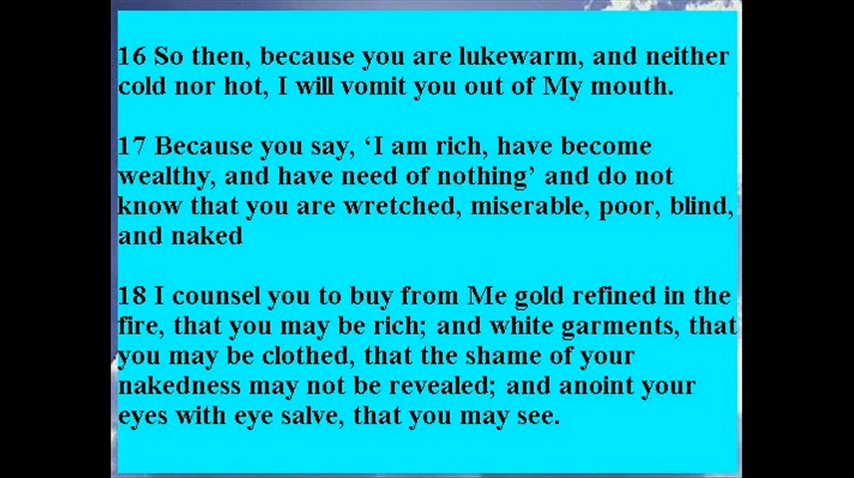 16 So then, because you are lukewarm, and neither
cold nor hot, I will vomit you out of My mouth.
17 Because you say, ‘I am rich, have become
wealthy, and have need of nothing’ and do not
know that you are wretched, miserable, poor, blind,
and naked
18 I counsel you to buy from Me gold refined in the
fire, that you may be rich; and white garments, that
you may be clothed, that the shame of your
nakedness may not be revealed; and anoint your
eyes with eye salve, that you may see.